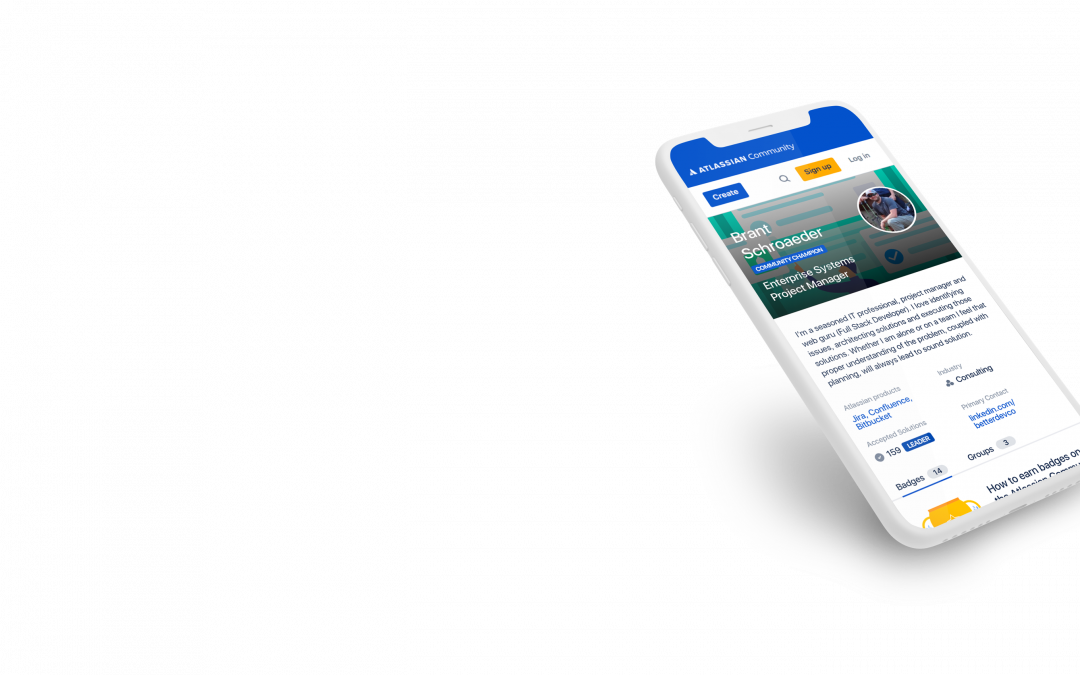 ATLASSIAN Community
Create
Sign up
Log in
Brant
Schroaeder
COMMUNITY CHAMPION
Enterprise Systems
Project Manager
I'm a seasoned IT professional, project manager and
web guru (Full Stack Developer). I love identifying
issues, architecting solutions and executing those
solutions. Whether I am alone or on a team I feel that
proper understanding of the problem, coupled with
planning, will always lead to sound solution.
Atlassian products
Jira, Confluence,
Bitbucket
Industry
Consulting
Accepted Solutions
159 LEADER
Primary Contact
linkedin.com/
betterdevco
Badges 14
Groups 3
How to earn badges on
the Atlassian Commu